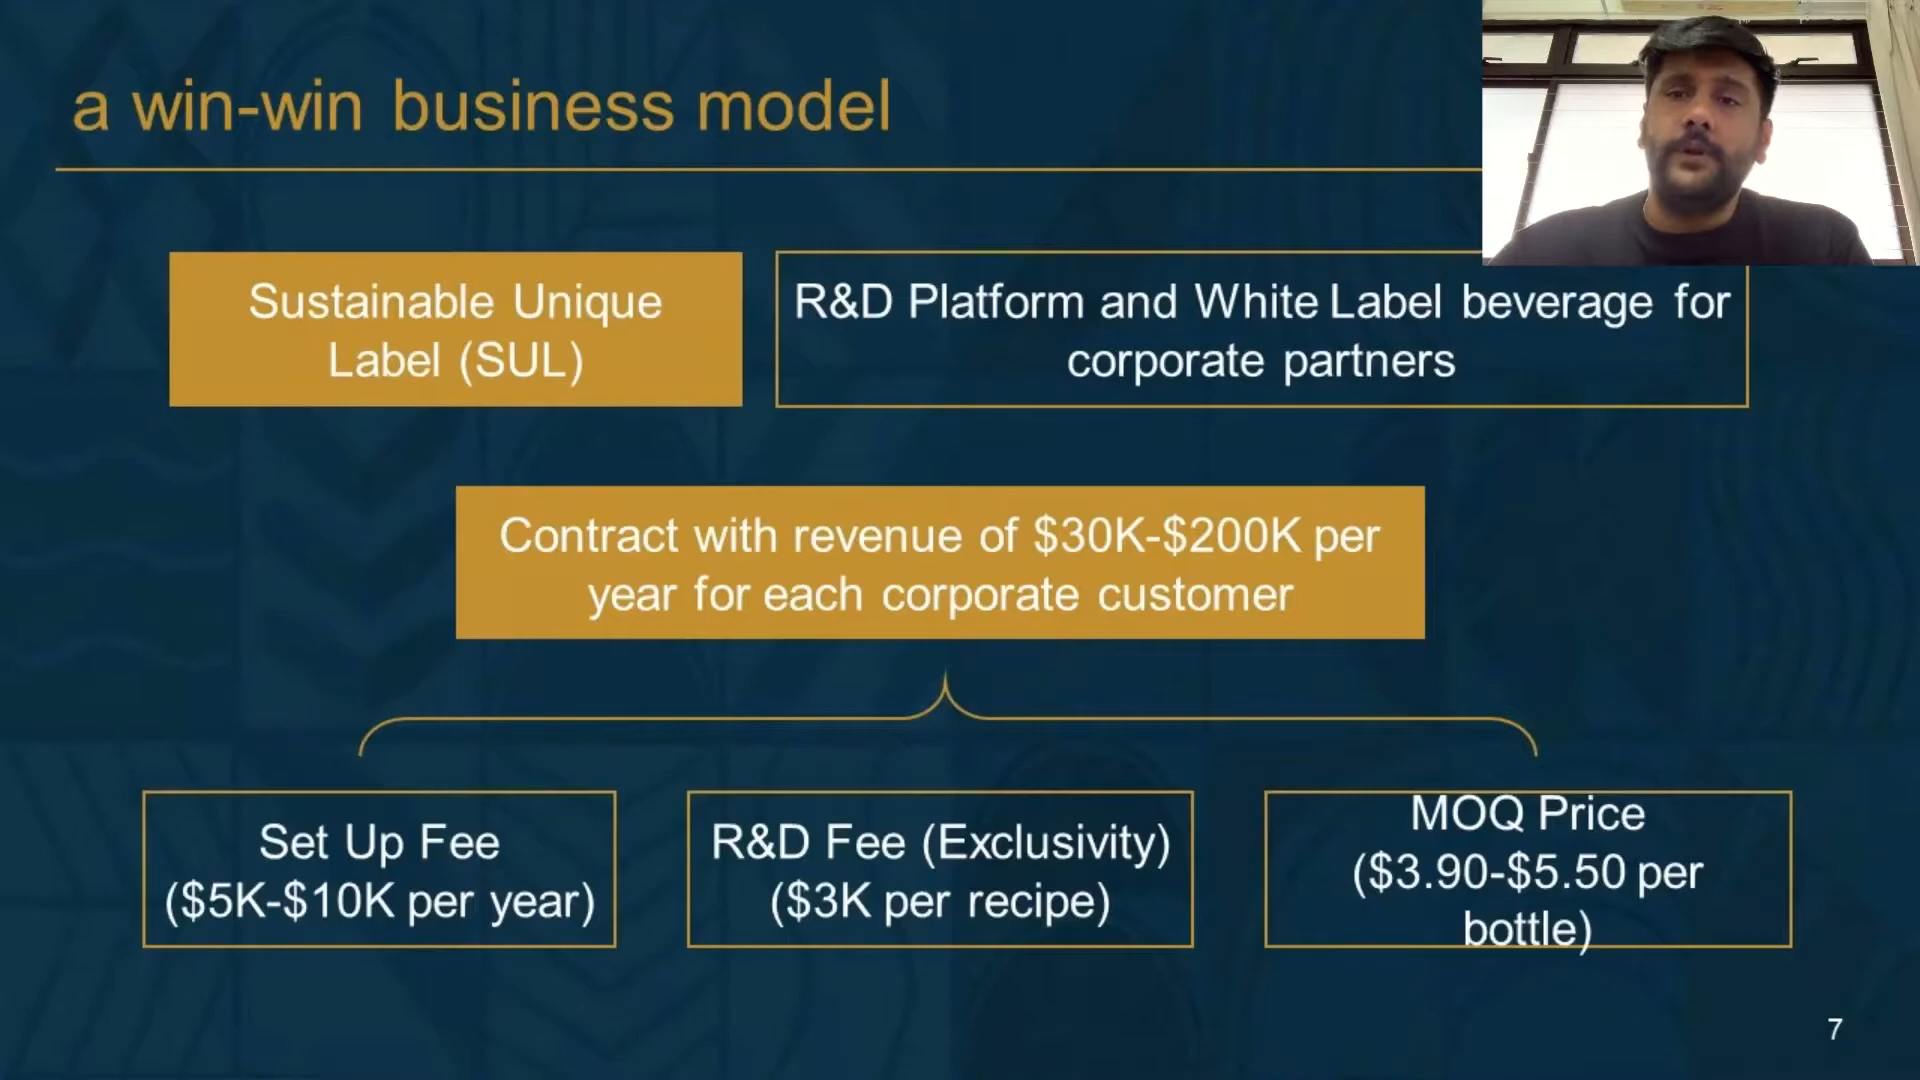 a win-win business model
Sustainable Unique
Label (SUL)
R&D Platform and White Label beverage for
corporate partners
Contract with revenue of $30K-$200K per
year for each corporate customer
Set Up Fee
($5K-$10K per year)
R&D Fee (Exclusivity)
($3K per recipe)
MOQ Price
($3.90-$5.50 per
bottle)
7